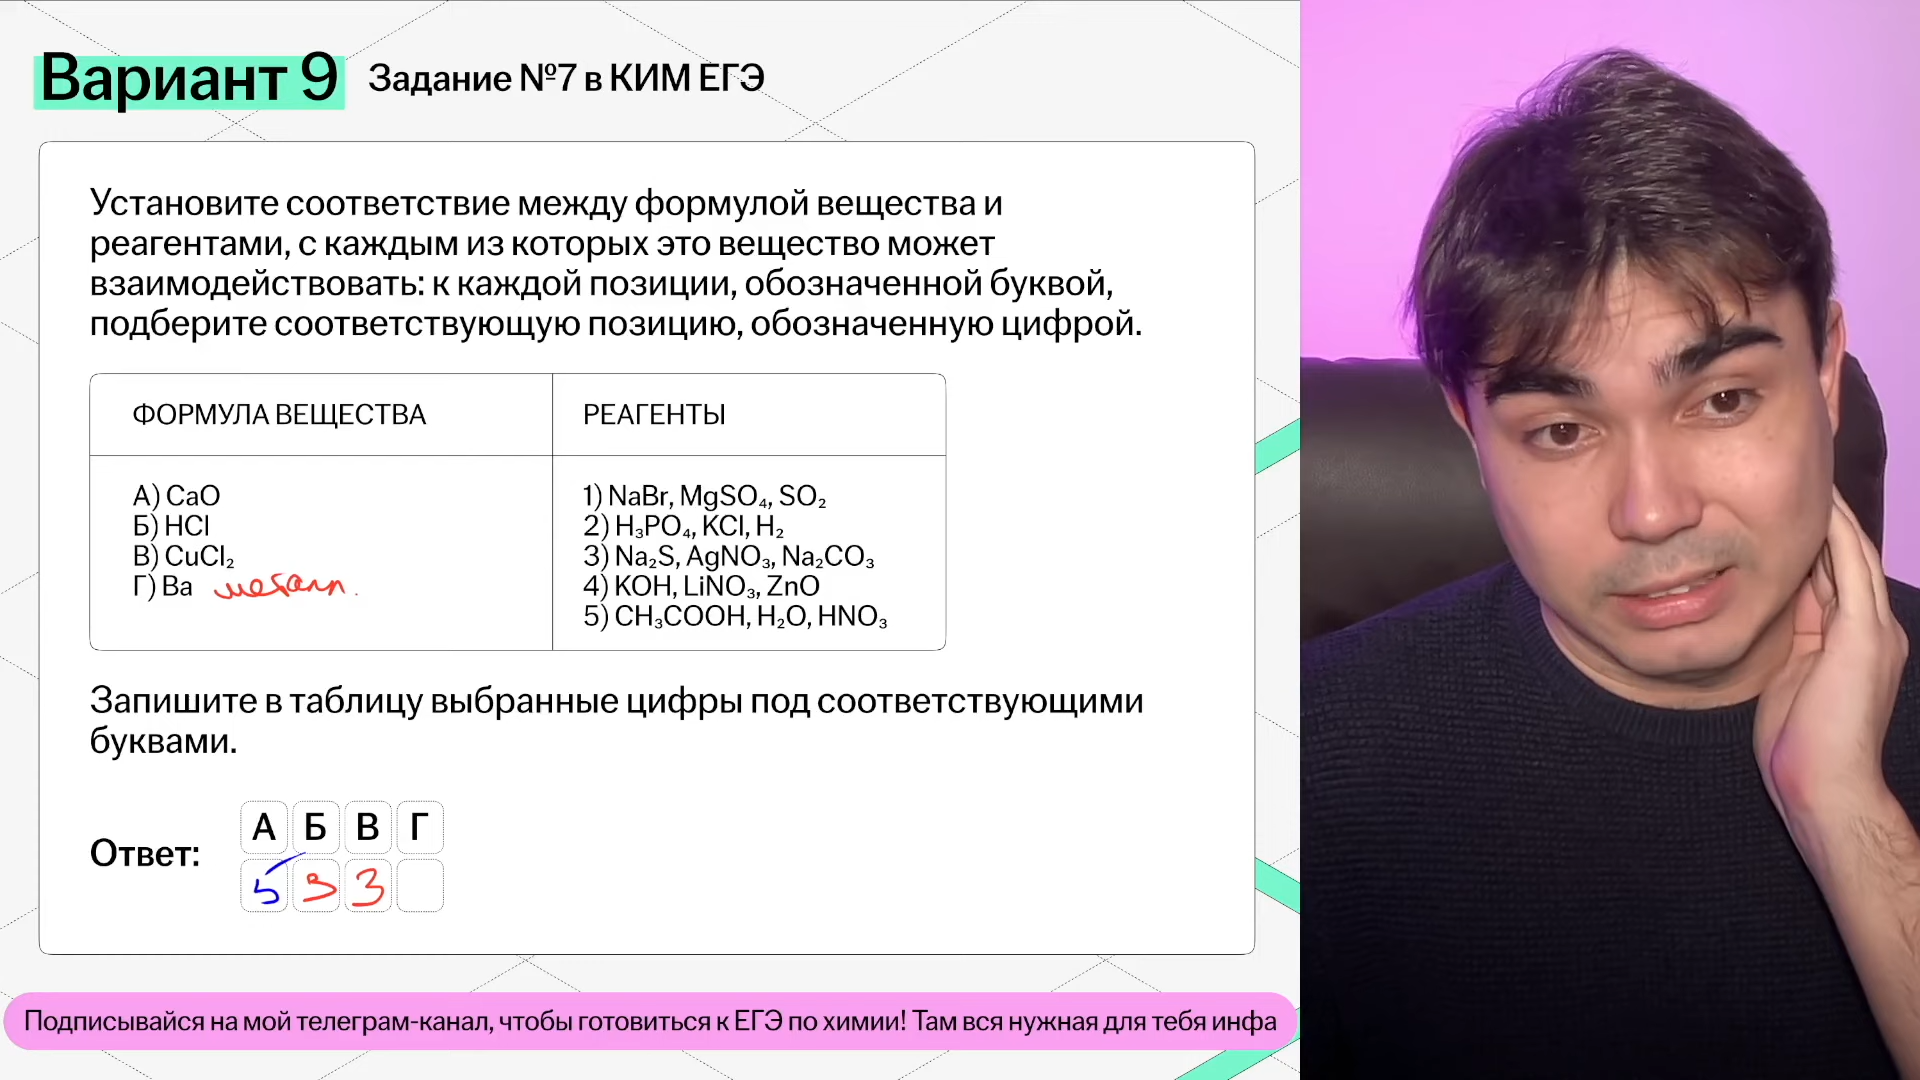 Вариант 9 Задание №7 в КИМ ЕГЭ
Установите соответствие между формулой вещества и
реагентами, с каждым из которых это вещество может
взаимодействовать: к каждой позиции, обозначенной буквой,
подберите соответствующую позицию, обозначенную цифрой.
ФОРМУЛА ВЕЩЕСТВА
РЕАГЕНТЫ
А) CaO
Б) HCl
В) CuCl₂
Г) Ba металл.
1) NaBr, MgSO₄, SO₂
2) H₃PO₄, KCl, H₂
3) Na₂S, AgNO₃, Na₂CO₃
4) KOH, LiNO₃, ZnO
5) CH₃COOH, H₂O, HNO₃
Запишите в таблицу выбранные цифры под соответствующими
буквами.
Ответ:
А Б В Г
5 3 3
Подписывайся на мой телеграм-канал, чтобы готовиться к ЕГЭ по химии! Там вся нужная для тебя инфа